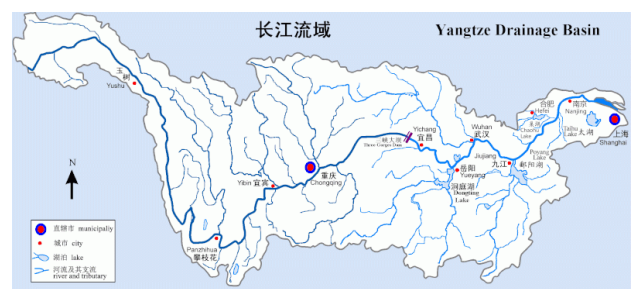 长江流域
Yangtze Drainage Basin
玉树
Yushu
合肥
Hefei
南京
Nanjing
巢湖
Chaohu
Lake
Taihu
Lake
太湖
上海
Shanghai
Yichang
宜昌
三峡大坝
Three Gorges Dam
Wuhan
武汉
Jiujiang
九江
Poyang
Lake
鄱阳湖
岳阳
Yueyang
洞庭湖
Dongting
Lake
重庆
Chongqing
Yibin 宜宾
Panzhihua
攀枝花
N
直辖市 municipality
城市 city
湖泊 lake
河流及其支流
river and tributary